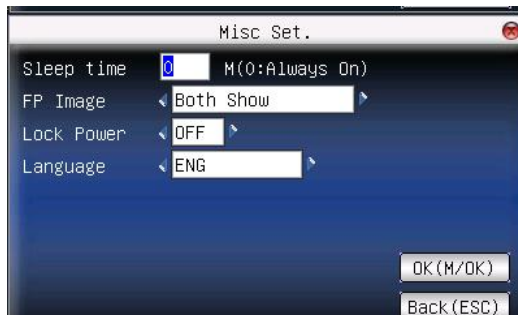 Misc Set.
Sleep time 0 M(0:Always On)
FP Image Both Show
Lock Power OFF
Language ENG
OK(M/OK)
Back(ESC)